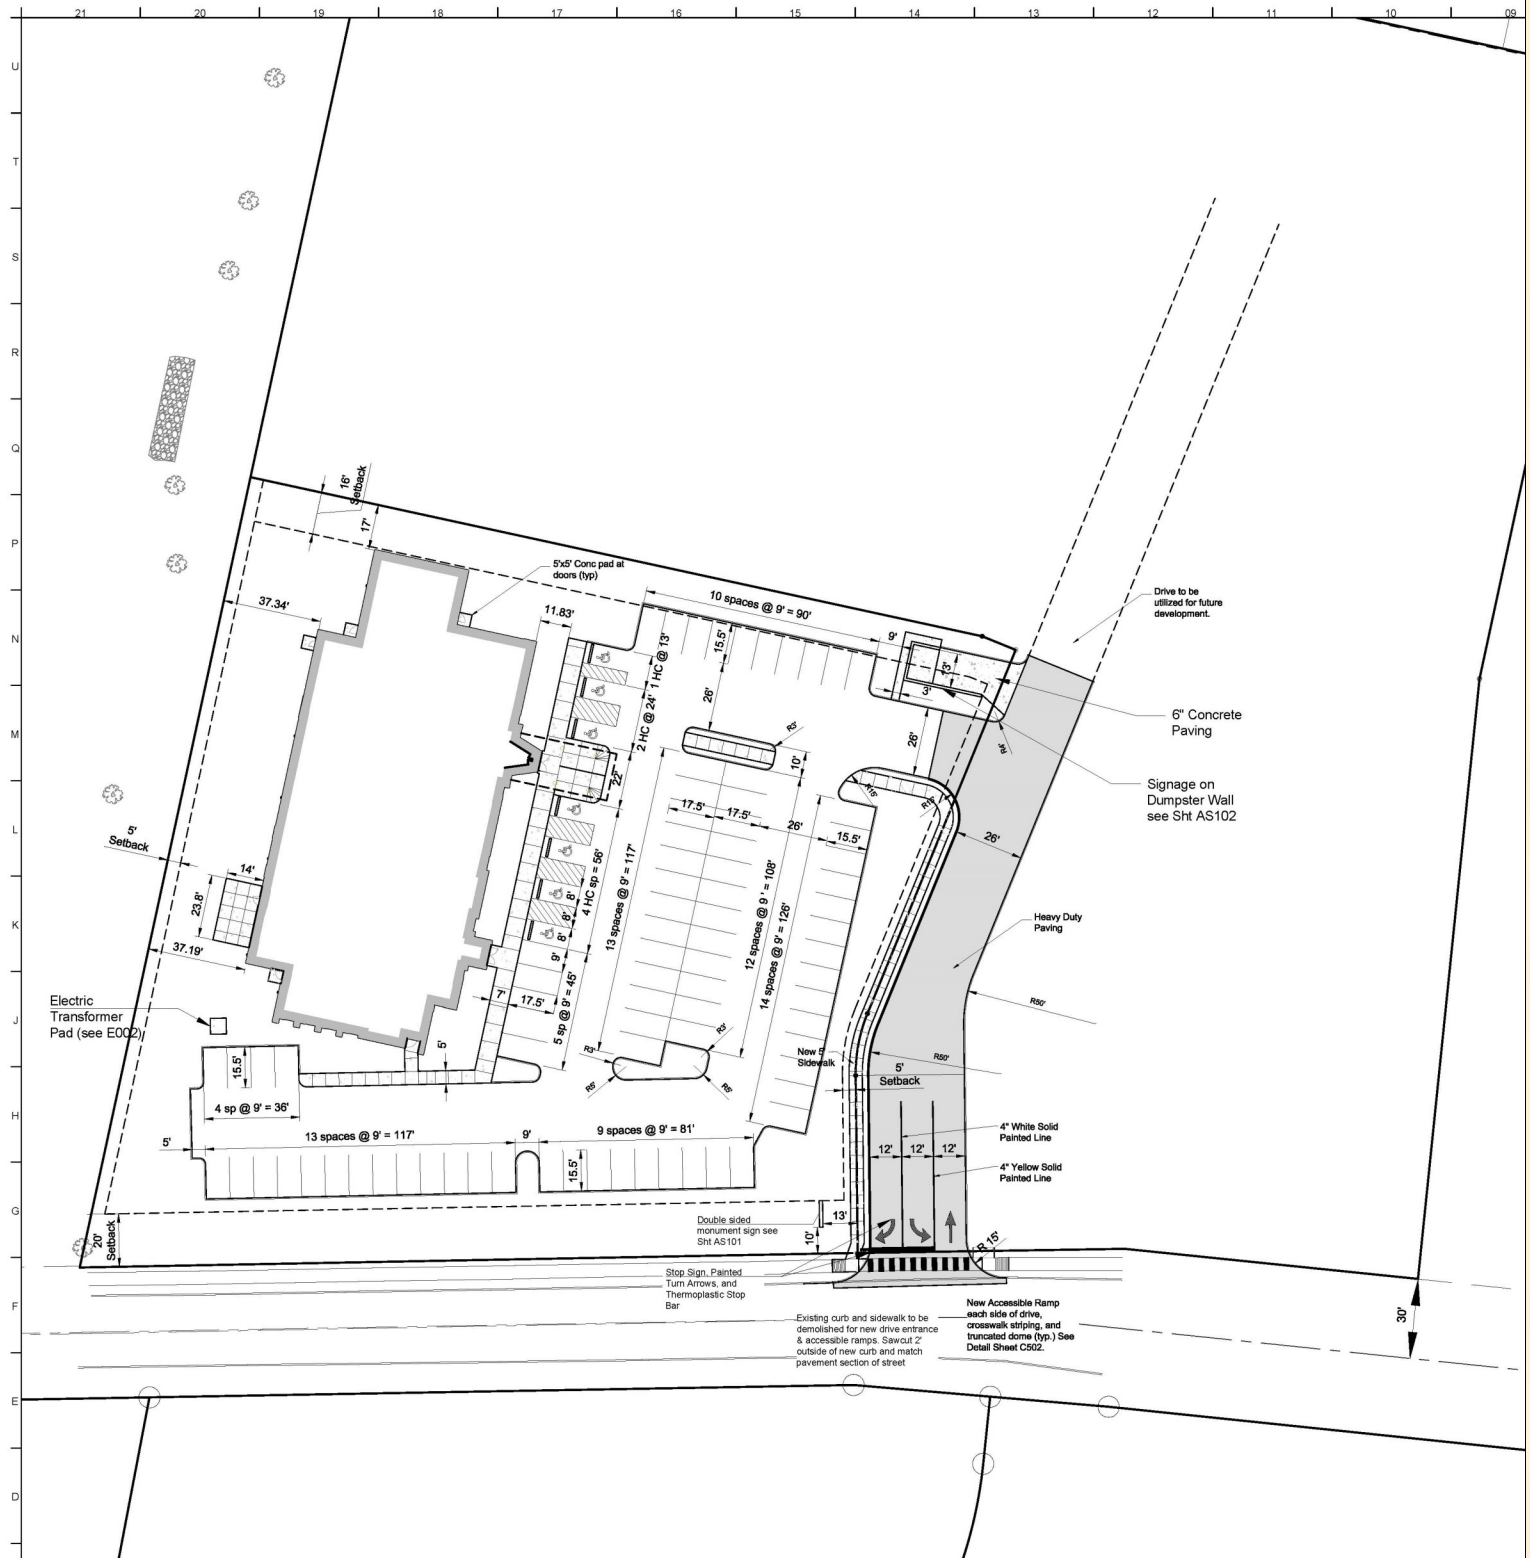 21 20 19 18 17 16 15 14 13 12 11 10 09
U
T
S
R
Q
P
N
M
L
K
J
H
G
F
E
D
16'
Setback
17'
5'x5' Conc pad at
doors (typ)
37.34'
11.83'
10 spaces @ 9' = 90'
9'
15.5'
13'
3'
1 HC @ 13'
2 HC @ 24'
26'
26'
R3'
R4'
10'
22'
Drive to be
utilized for future
development.
6" Concrete
Paving
Signage on
Dumpster Wall
see Sht AS102
R15'
R15'
17.5'
17.5'
26'
15.5'
26'
5'
Setback
14'
23.8'
37.19'
4 HC sp = 56'
8'
8'
8'
9'
13 spaces @ 9' = 117'
12 spaces @ 9' = 108'
14 spaces @ 9' = 126'
Heavy Duty
Paving
7'
17.5'
5 sp @ 9' = 45'
Electric
Transformer
Pad (see E002)
R50'
R3'
R3'
R5'
R5'
New 5'
Sidewalk
R50'
5'
Setback
5'
15.5'
4 sp @ 9' = 36'
5'
13 spaces @ 9' = 117'
9'
9 spaces @ 9' = 81'
15.5'
4" White Solid
Painted Line
12'
12'
12'
4" Yellow Solid
Painted Line
20'
Setback
Double sided
monument sign see
Sht AS101
13'
10'
R 15'
Stop Sign, Painted
Turn Arrows, and
Thermoplastic Stop
Bar
Existing curb and sidewalk to be
demolished for new drive entrance
& accessible ramps. Sawcut 2'
outside of new curb and match
pavement section of street
New Accessible Ramp
each side of drive,
crosswalk striping, and
truncated dome (typ.) See
Detail Sheet C502.
30'